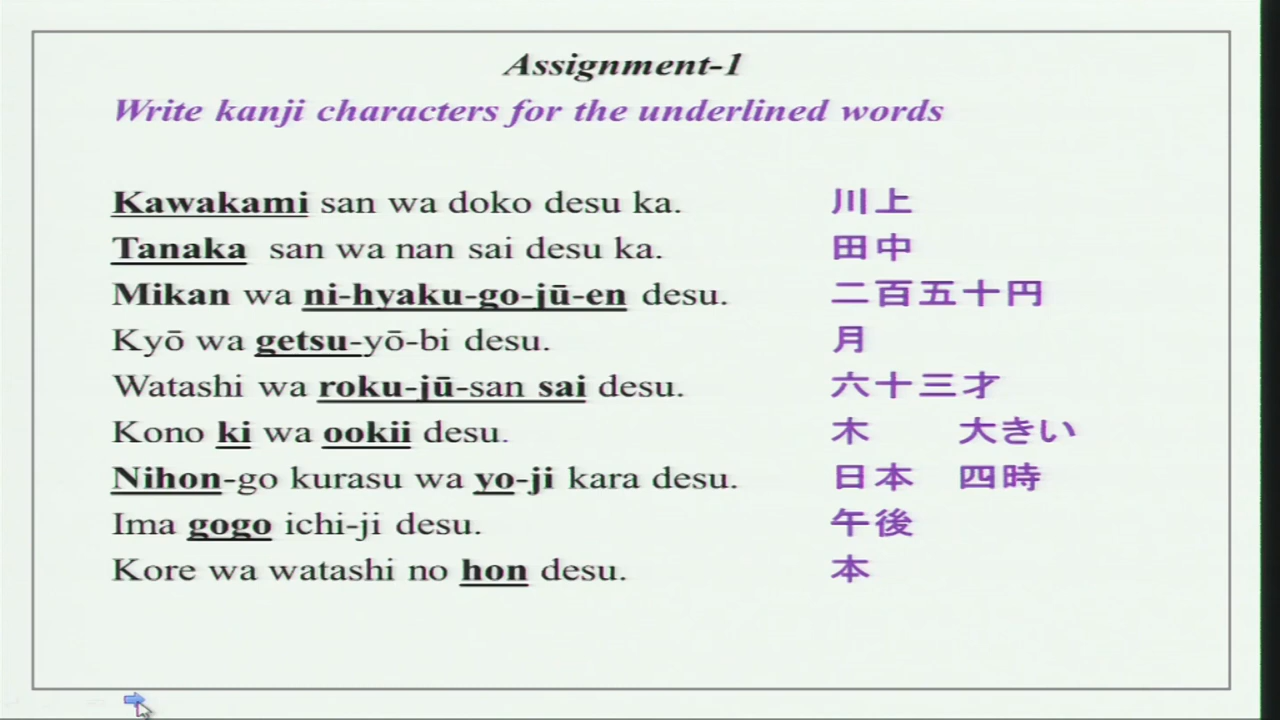 Assignment-1
Write kanji characters for the underlined words
Kawakami san wa doko desu ka. 川上
Tanaka san wa nan sai desu ka. 田中
Mikan wa ni-hyaku-go-jū-en desu. 二百五十円
Kyō wa getsu-yō-bi desu. 月
Watashi wa roku-jū-san sai desu. 六十三才
Kono ki wa ookii desu. 木 大きい
Nihon-go kurasu wa yo-ji kara desu. 日本 四時
Ima gogo ichi-ji desu. 午後
Kore wa watashi no hon desu. 本